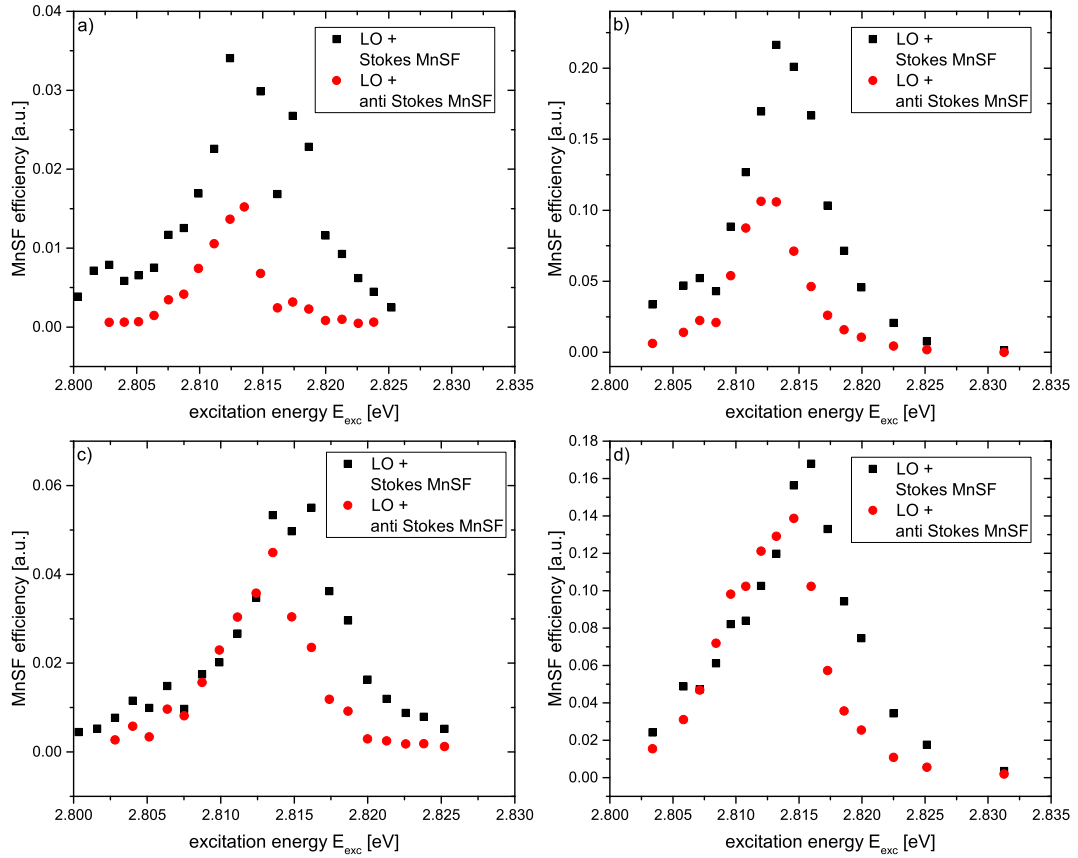 a)
LO +
Stokes MnSF
LO +
anti Stokes MnSF
0.04
0.03
0.02
0.01
0.00
MnSF efficiency [a.u.]
2.800 2.805 2.810 2.815 2.820 2.825 2.830 2.835
excitation energy E_exc [eV]
b)
LO +
Stokes MnSF
LO +
anti Stokes MnSF
0.20
0.15
0.10
0.05
0.00
MnSF efficiency [a.u.]
2.800 2.805 2.810 2.815 2.820 2.825 2.830 2.835
excitation energy E_exc [eV]
c)
LO +
Stokes MnSF
LO +
anti Stokes MnSF
0.06
0.04
0.02
0.00
MnSF efficiency [a.u.]
2.800 2.805 2.810 2.815 2.820 2.825 2.830
excitation energy E_exc [eV]
d)
LO +
Stokes MnSF
LO +
anti Stokes MnSF
0.18
0.16
0.14
0.12
0.10
0.08
0.06
0.04
0.02
0.00
MnSF efficiency [a.u.]
2.800 2.805 2.810 2.815 2.820 2.825 2.830 2.835
excitation energy E_exc [eV]